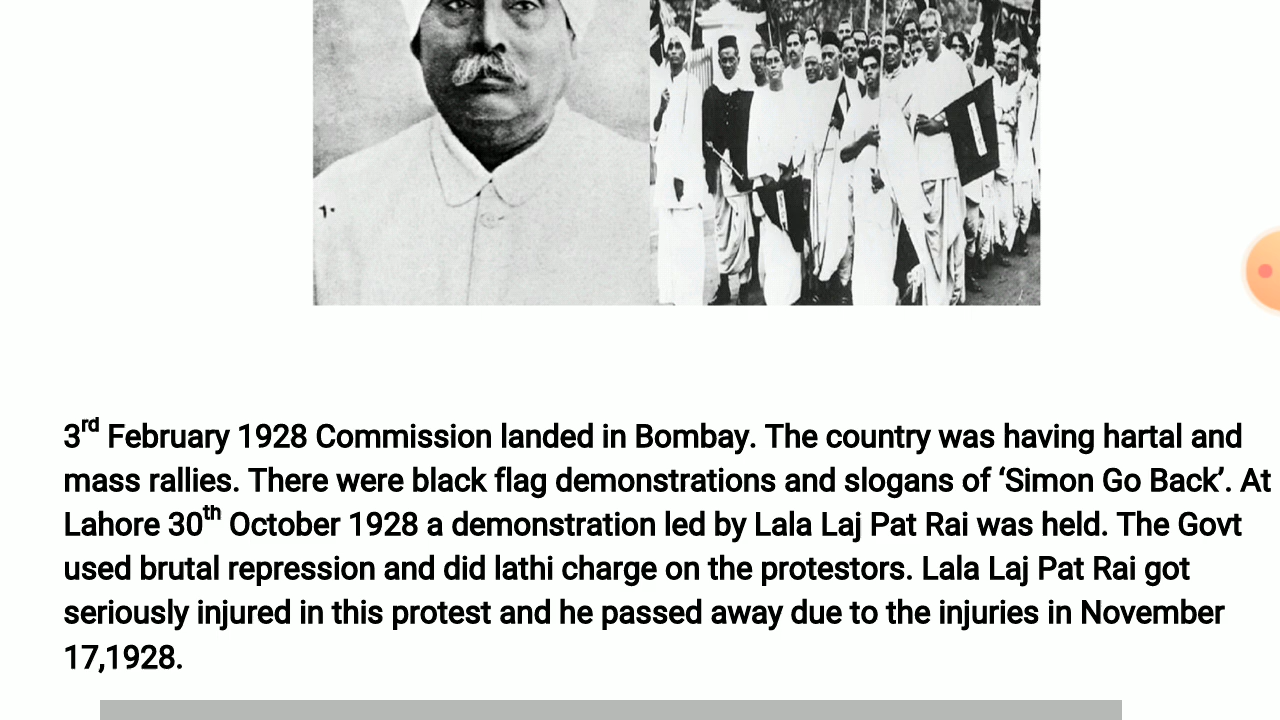 3rd February 1928 Commission landed in Bombay. The country was having hartal and
mass rallies. There were black flag demonstrations and slogans of ‘Simon Go Back’. At
Lahore 30th October 1928 a demonstration led by Lala Laj Pat Rai was held. The Govt
used brutal repression and did lathi charge on the protestors. Lala Laj Pat Rai got
seriously injured in this protest and he passed away due to the injuries in November
17,1928.